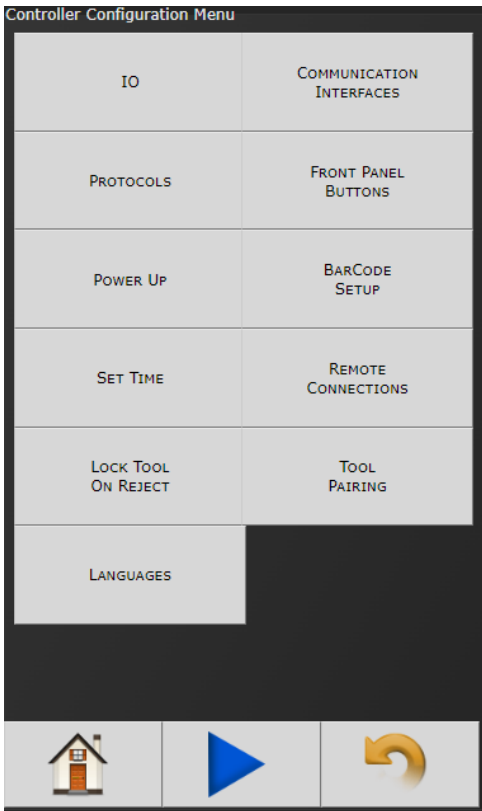 Controller Configuration Menu
IO
Communication
Interfaces
Protocols
Front Panel
Buttons
Power Up
BarCode
Setup
Set Time
Remote
Connections
Lock Tool
On Reject
Tool
Pairing
Languages